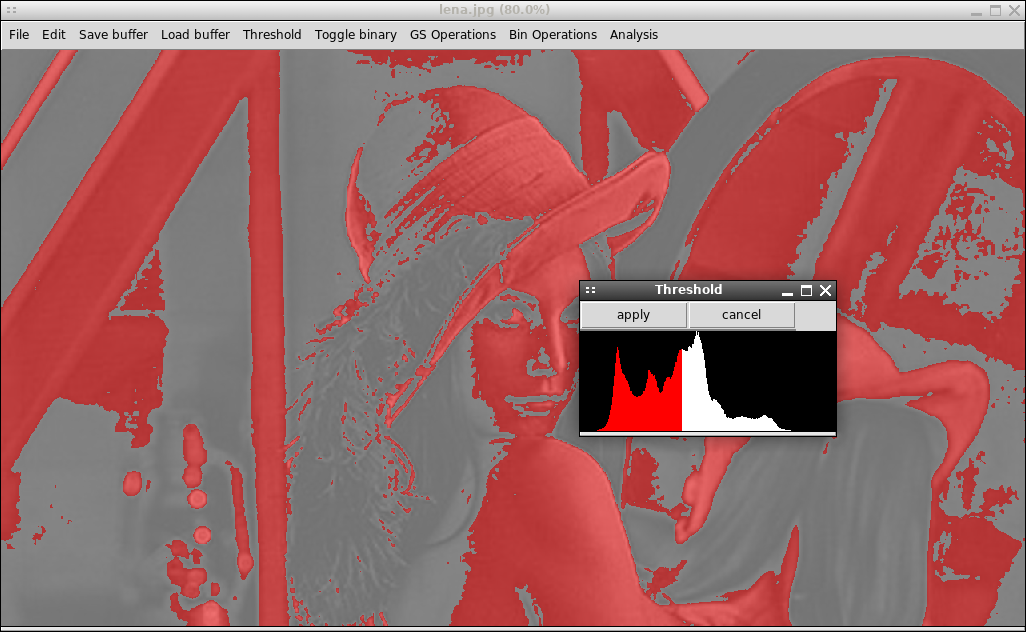 lena.jpg (80.0%)
File Edit Save buffer Load buffer Threshold Toggle binary GS Operations Bin Operations Analysis
Threshold
apply cancel